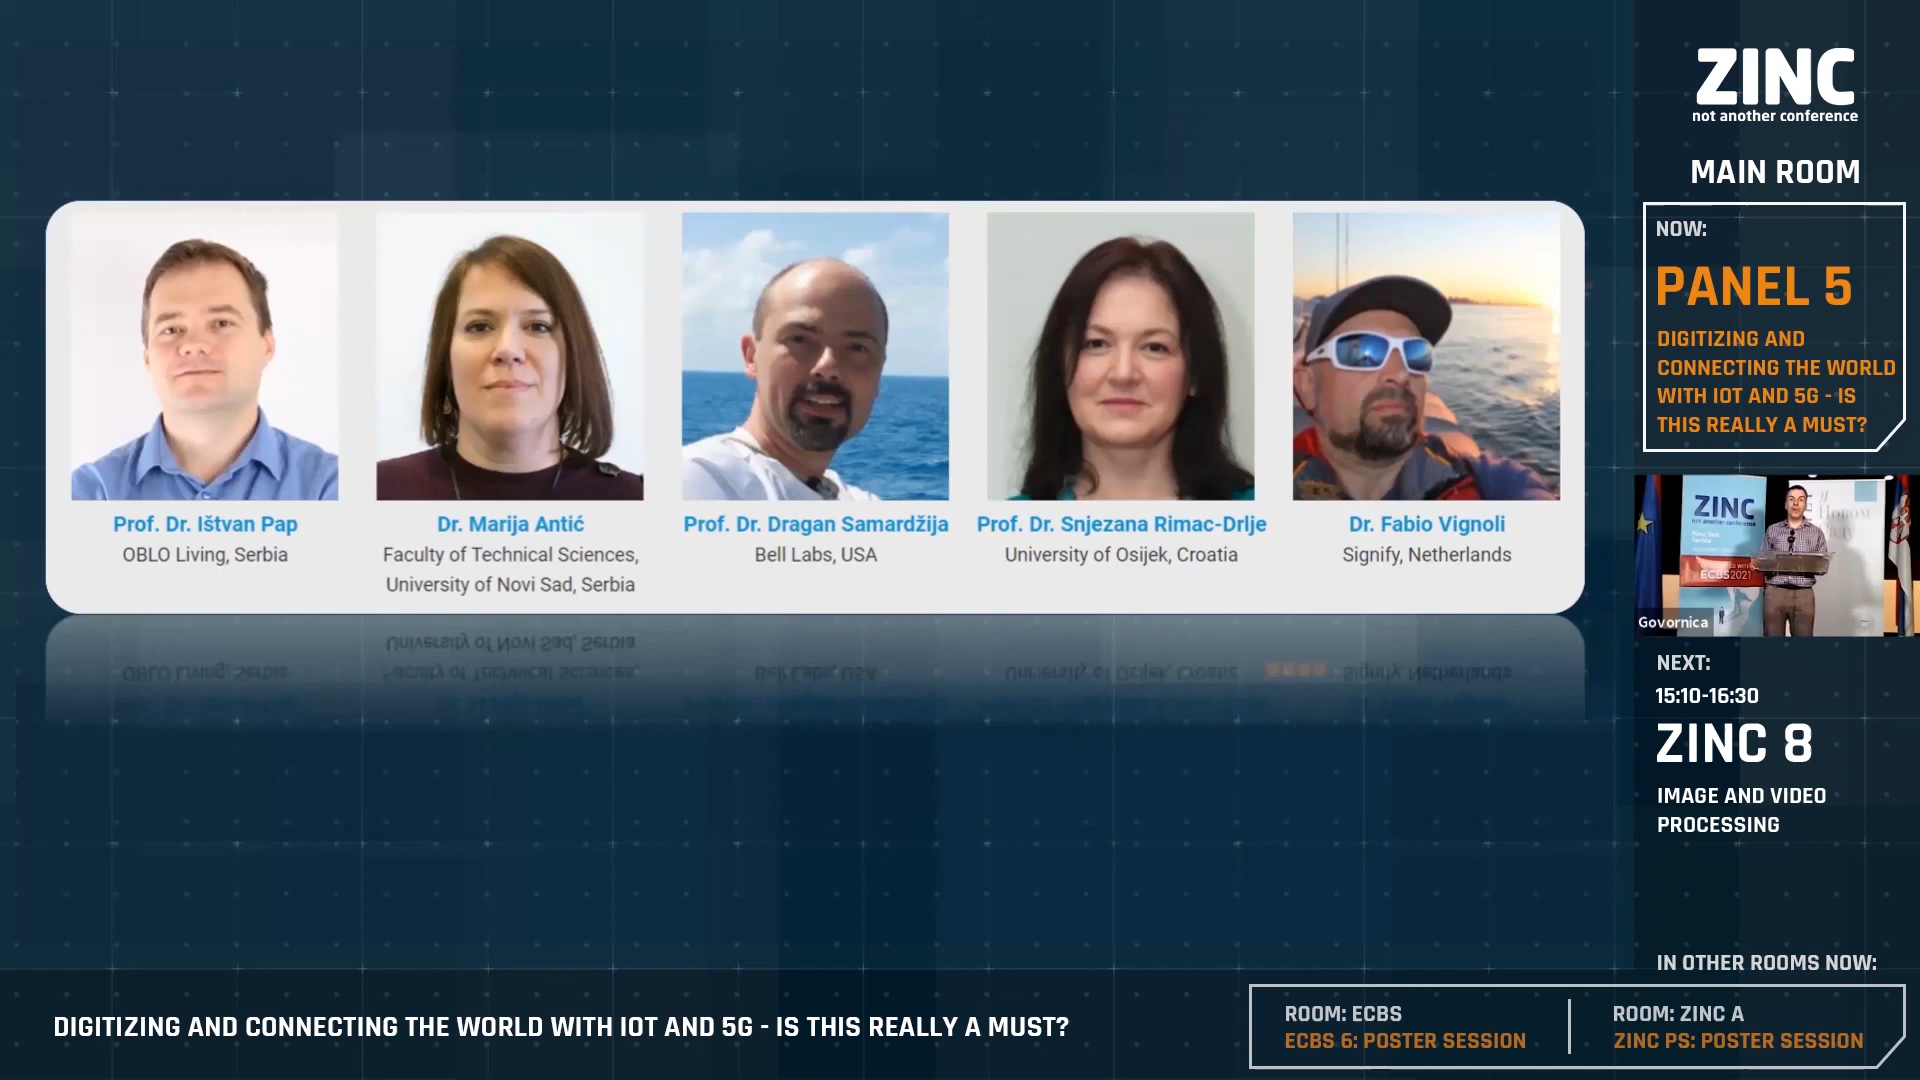 ZINC
not another conference
MAIN ROOM
NOW:
PANEL 5
DIGITIZING AND
CONNECTING THE WORLD
WITH IOT AND 5G - IS
THIS REALLY A MUST?
Prof. Dr. Ištvan Pap
OBLO Living, Serbia
Dr. Marija Antić
Faculty of Technical Sciences,
University of Novi Sad, Serbia
Prof. Dr. Dragan Samardžija
Bell Labs, USA
Prof. Dr. Snjezana Rimac-Drlje
University of Osijek, Croatia
Dr. Fabio Vignoli
Signify, Netherlands
ZINC
not another conference
ECBS2021
Govornica
NEXT:
15:10-16:30
ZINC 8
IMAGE AND VIDEO
PROCESSING
IN OTHER ROOMS NOW:
DIGITIZING AND CONNECTING THE WORLD WITH IOT AND 5G - IS THIS REALLY A MUST?
ROOM: ECBS
ECBS 6: POSTER SESSION
ROOM: ZINC A
ZINC PS: POSTER SESSION